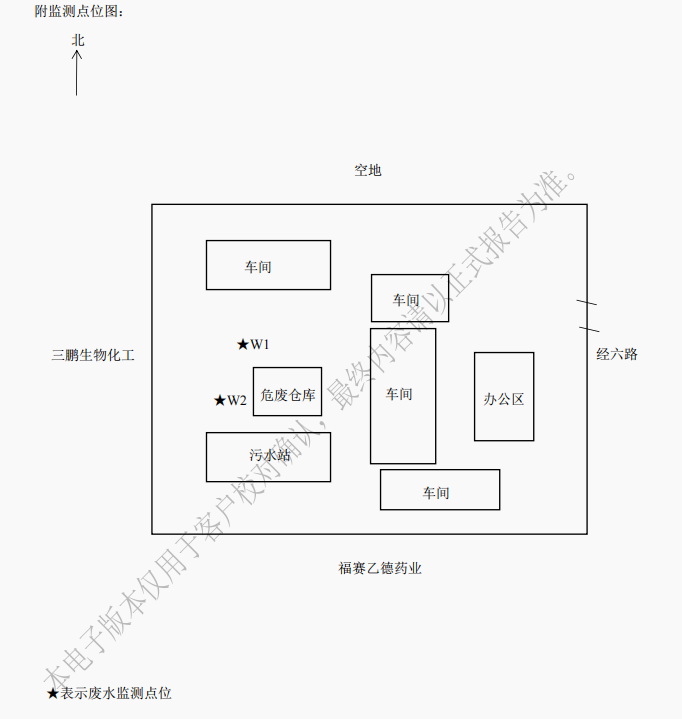 附监测点位图：
北
空地
车间
车间
★W1
三鹏生物化工
经六路
★W2
危废仓库
车间
办公区
污水站
车间
福赛乙德药业
★表示废水监测点位
本电子版本仅用于客户校对确认，最终内容请以正式报告为准。